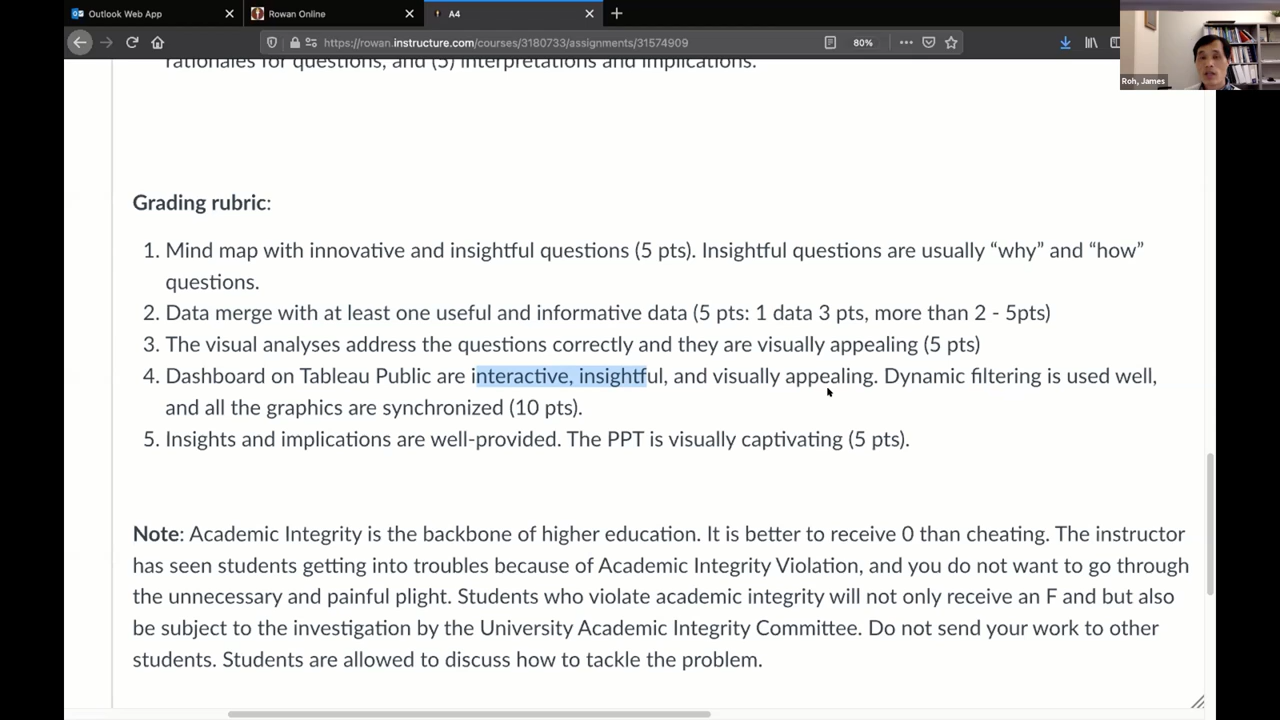 Outlook Web App
Rowan Online
A4
https://rowan.instructure.com/courses/3180733/assignments/31574909
80%
Roh, James
rationales for questions, and (5) interpretations and implications.
Grading rubric:
1. Mind map with innovative and insightful questions (5 pts). Insightful questions are usually “why” and “how”
questions.
2. Data merge with at least one useful and informative data (5 pts: 1 data 3 pts, more than 2 - 5pts)
3. The visual analyses address the questions correctly and they are visually appealing (5 pts)
4. Dashboard on Tableau Public are interactive, insightful, and visually appealing. Dynamic filtering is used well,
and all the graphics are synchronized (10 pts).
5. Insights and implications are well-provided. The PPT is visually captivating (5 pts).
Note: Academic Integrity is the backbone of higher education. It is better to receive 0 than cheating. The instructor
has seen students getting into troubles because of Academic Integrity Violation, and you do not want to go through
the unnecessary and painful plight. Students who violate academic integrity will not only receive an F and but also
be subject to the investigation by the University Academic Integrity Committee. Do not send your work to other
students. Students are allowed to discuss how to tackle the problem.